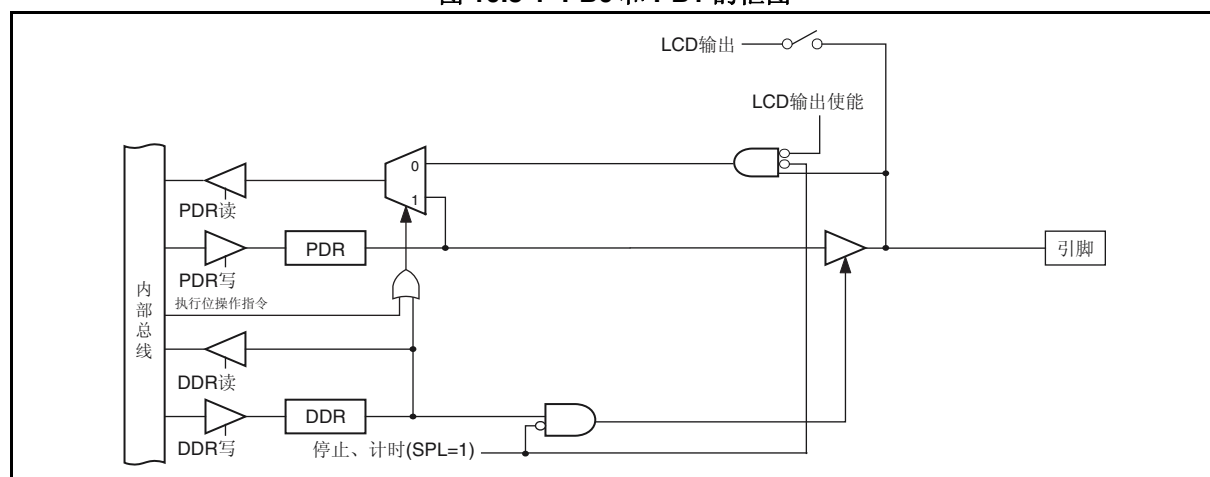 LCD输出
LCD输出使能
0
1
PDR读
PDR
引脚
PDR写
执行位操作指令
内部总线
DDR读
DDR
DDR写
停止、计时(SPL=1)